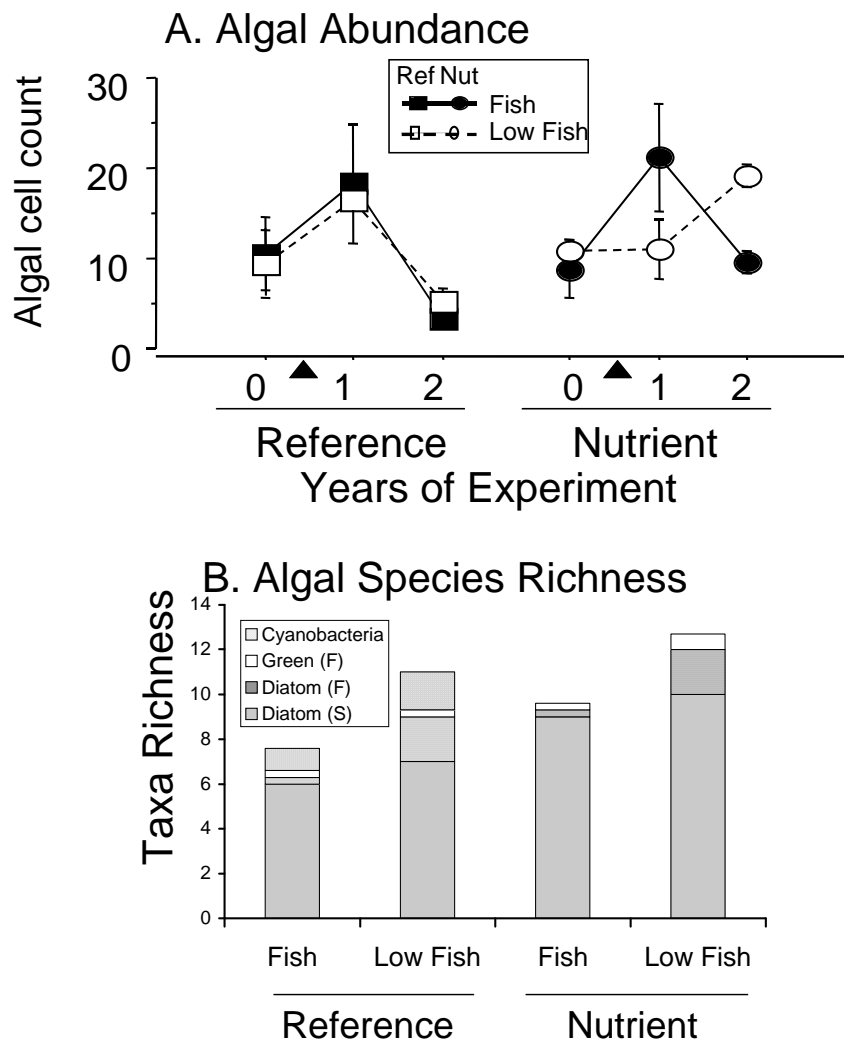 A. Algal Abundance
Ref Nut
Fish
Low Fish
Algal cell count
30
20
10
0
0 1 2 0 1 2
Reference Nutrient
Years of Experiment
B. Algal Species Richness
Taxa Richness
14
12
10
8
6
4
2
0
Cyanobacteria
Green (F)
Diatom (F)
Diatom (S)
Fish Low Fish Fish Low Fish
Reference Nutrient